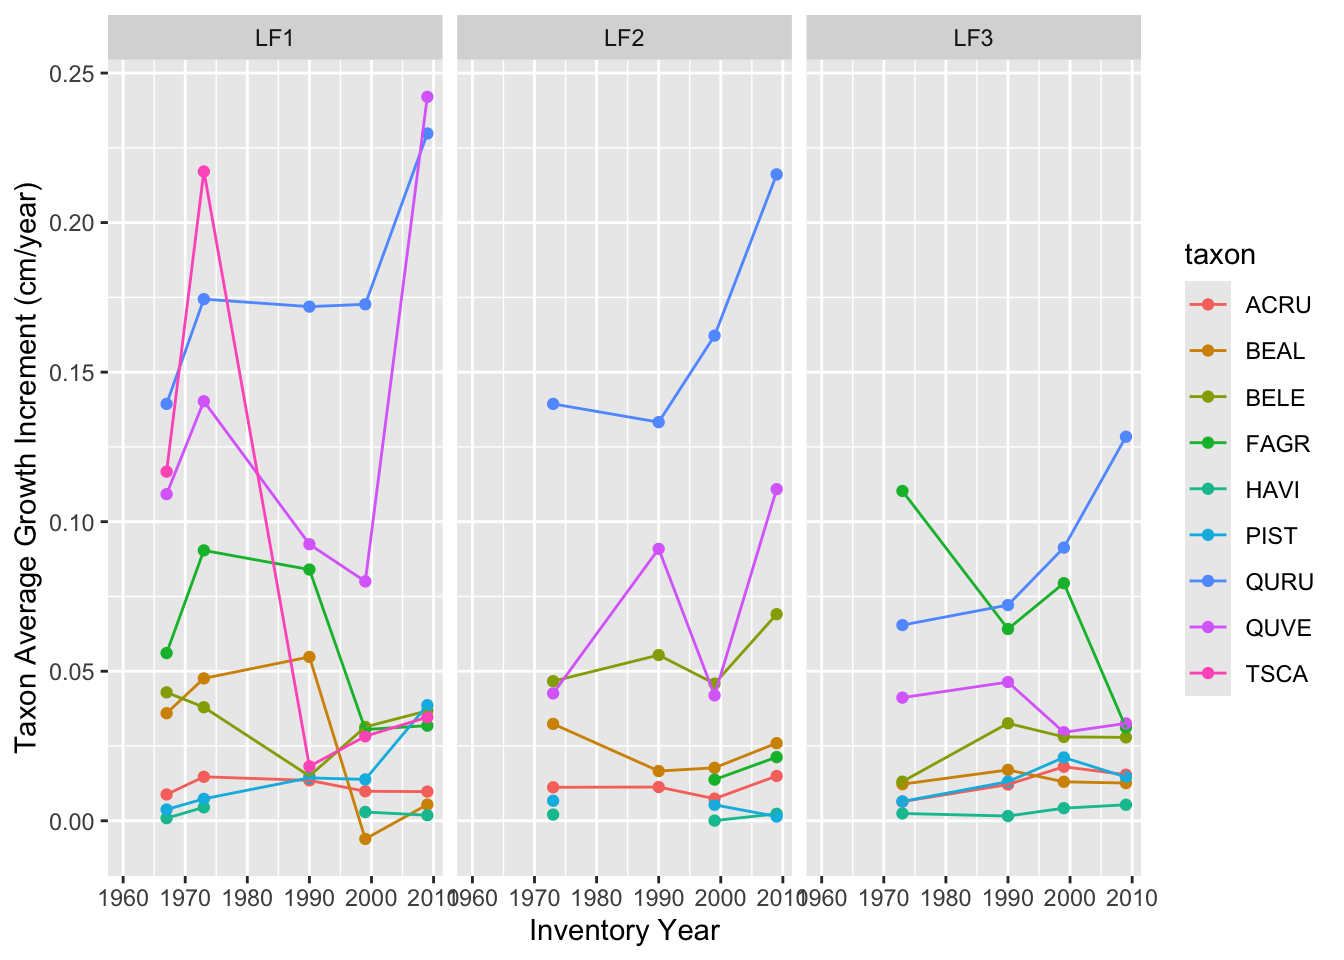 LF1 LF2 LF3
0.25
0.20
0.15
0.10
0.05
0.00
Taxon Average Growth Increment (cm/year)
1960 1970 1980 1990 2000 2010 1960 1970 1980 1990 2000 2010 1960 1970 1980 1990 2000 2010
Inventory Year
taxon
ACRU
BEAL
BELE
FAGR
HAVI
PIST
QURU
QUVE
TSCA